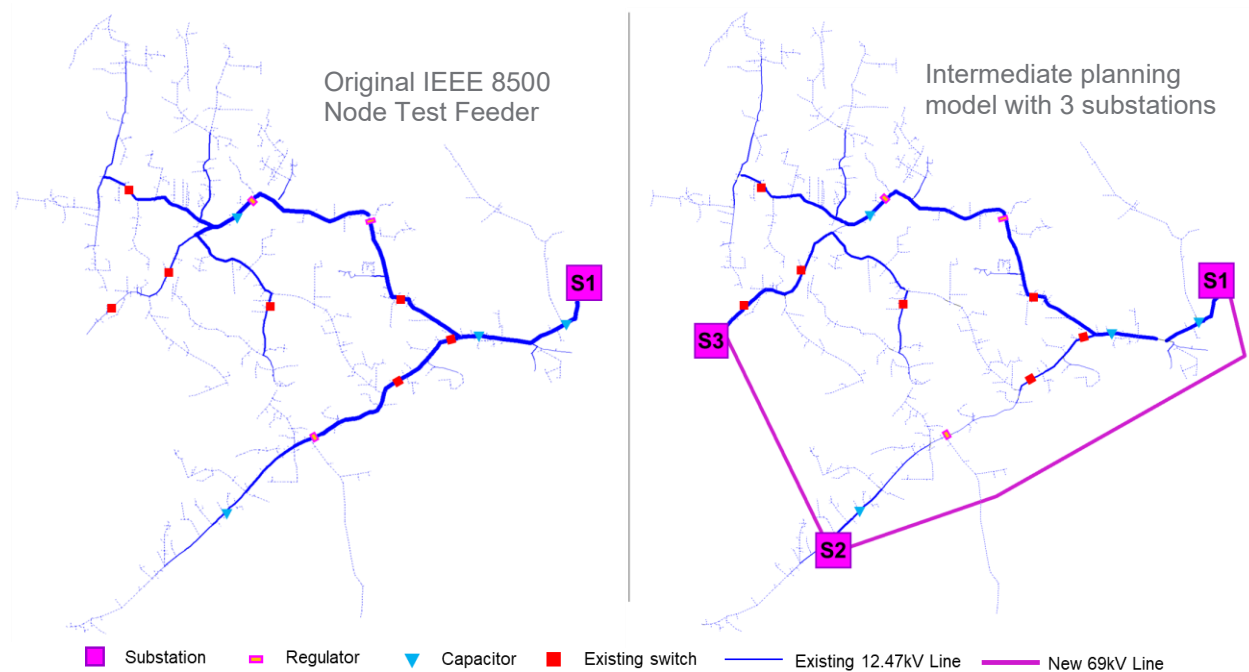 Original IEEE 8500
Node Test Feeder
S1
Intermediate planning
model with 3 substations
S1
S3
S2
Substation
Regulator
Capacitor
Existing switch
Existing 12.47kV Line
New 69kV Line